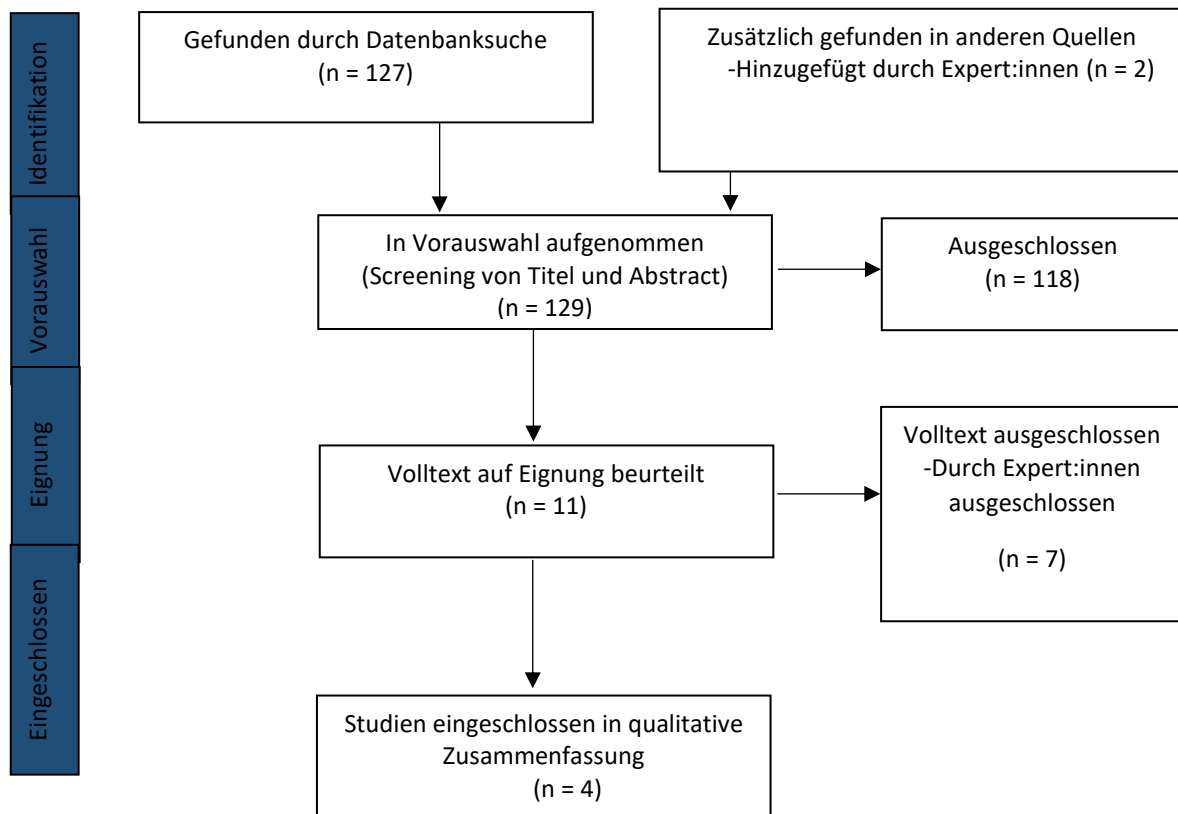 Identifikation
Gefunden durch Datenbanksuche
(n = 127)
Zusätzlich gefunden in anderen Quellen
-Hinzugefügt durch Expert:innen (n = 2)
Vorauswahl
In Vorauswahl aufgenommen
(Screening von Titel und Abstract)
(n = 129)
Ausgeschlossen
(n = 118)
Eignung
Volltext auf Eignung beurteilt
(n = 11)
Volltext ausgeschlossen
-Durch Expert:innen
ausgeschlossen
(n = 7)
Eingeschlossen
Studien eingeschlossen in qualitative
Zusammenfassung
(n = 4)